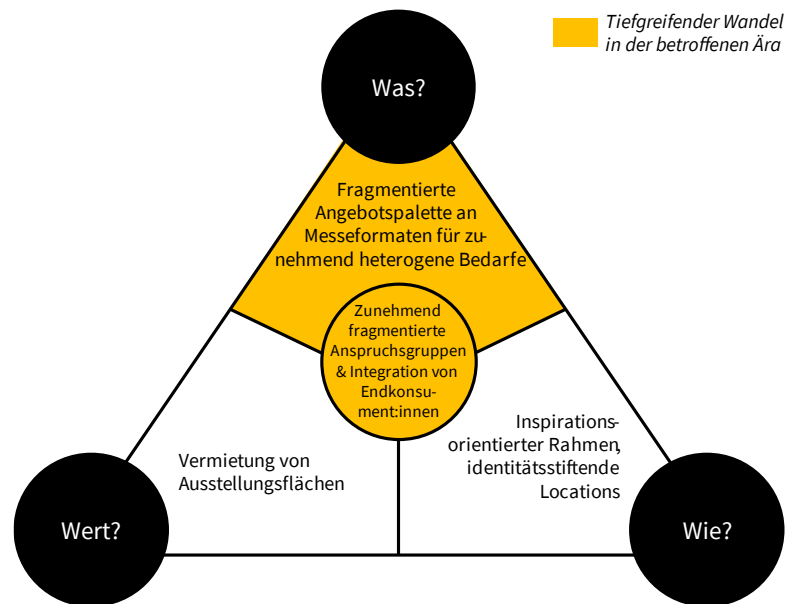 Tiefgreifender Wandel
in der betroffenen Ära
Was?
Fragmentierte
Angebotspalette an
Messeformaten für zu-
nehmend heterogene Bedarfe
Zunehmend
fragmentierte
Anspruchsgruppen
& Integration von
Endkonsu-
ment:innen
Inspirations-
orientierter Rahmen,
identitätsstiftende
Locations
Vermietung von
Ausstellungsflächen
Wert?
Wie?